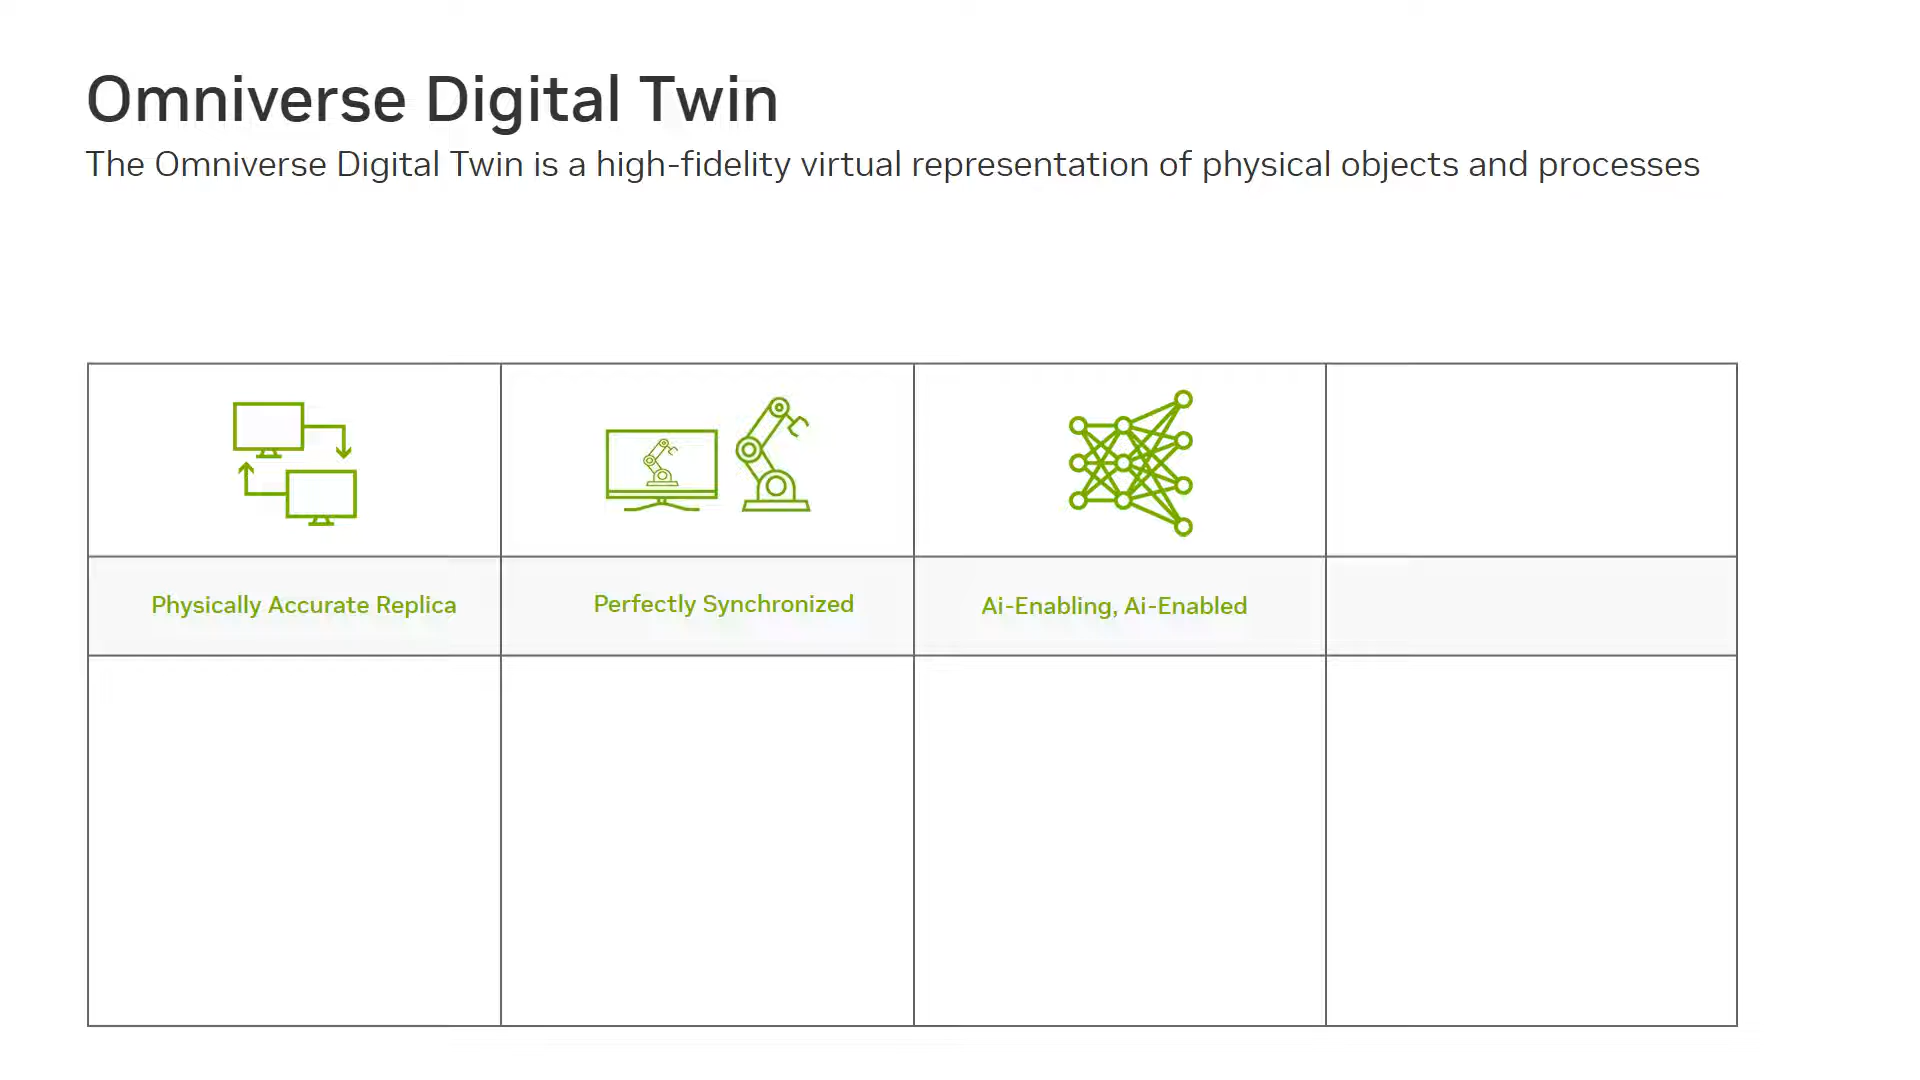 Omniverse Digital Twin
The Omniverse Digital Twin is a high-fidelity virtual representation of physical objects and processes
Physically Accurate Replica
Perfectly Synchronized
Ai-Enabling, Ai-Enabled